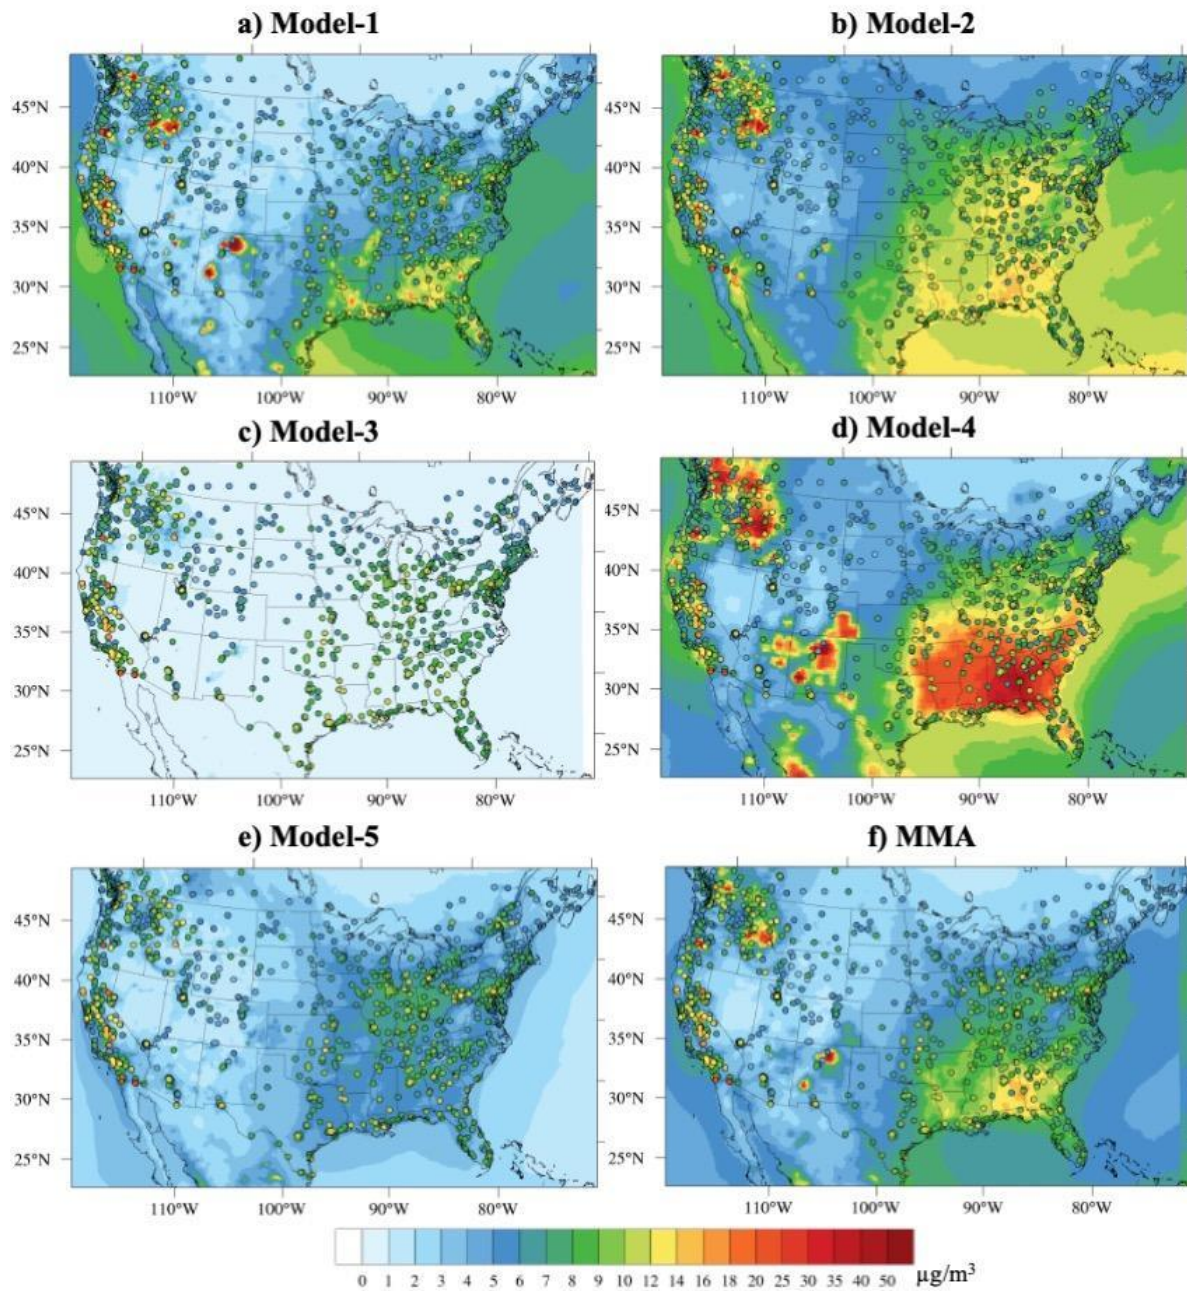 a) Model-1
b) Model-2
45°N
40°N
35°N
30°N
25°N
110°W 100°W 90°W 80°W
45°N
40°N
35°N
30°N
25°N
110°W 100°W 90°W 80°W
c) Model-3
d) Model-4
45°N
40°N
35°N
30°N
25°N
110°W 100°W 90°W 80°W
45°N
40°N
35°N
30°N
25°N
110°W 100°W 90°W 80°W
e) Model-5
f) MMA
45°N
40°N
35°N
30°N
25°N
110°W 100°W 90°W 80°W
45°N
40°N
35°N
30°N
25°N
110°W 100°W 90°W 80°W
0 1 2 3 4 5 6 7 8 9 10 12 14 16 18 20 25 30 35 40 50 µg/m³